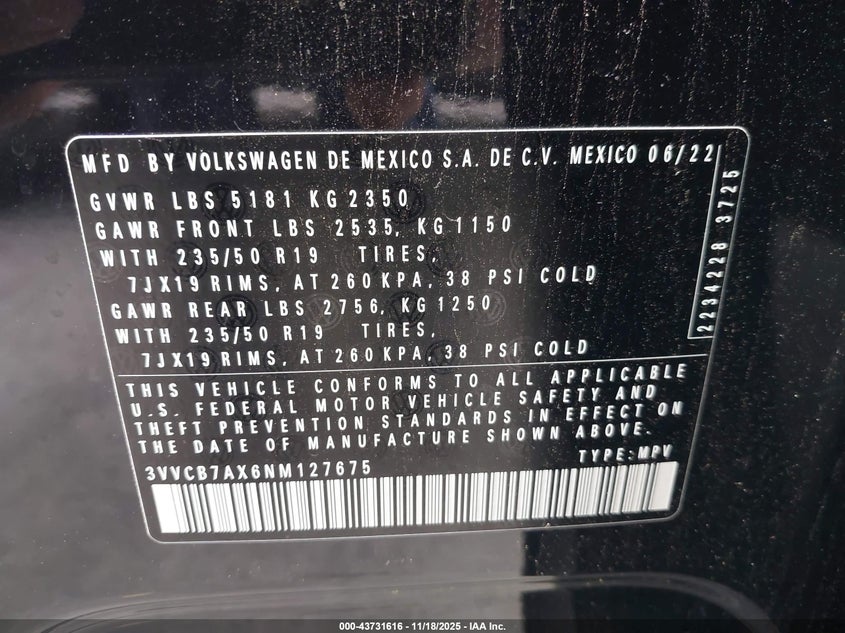 MFD BY VOLKSWAGEN DE MEXICO S.A. DE C.V. MEXICO 06/22
GVWR LBS 5181 KG 2350
GAWR FRONT LBS 2535, KG 1150
WITH 235/50 R19 TIRES,
7JX19 RIMS, AT 260 KPA, 38 PSI COLD
GAWR REAR LBS 2756, KG 1250
WITH 235/50 R19 TIRES,
7JX19 RIMS, AT 260 KPA, 38 PSI COLD
2234228 3725
THIS VEHICLE CONFORMS TO ALL APPLICABLE
U.S. FEDERAL MOTOR VEHICLE SAFETY AND
THEFT PREVENTION STANDARDS IN EFFECT ON
THE DATE OF MANUFACTURE SHOWN ABOVE.
3VVCB7AX6NM127675 TYPE: MPV
000-43731616 - 11/18/2025 - IAA Inc.